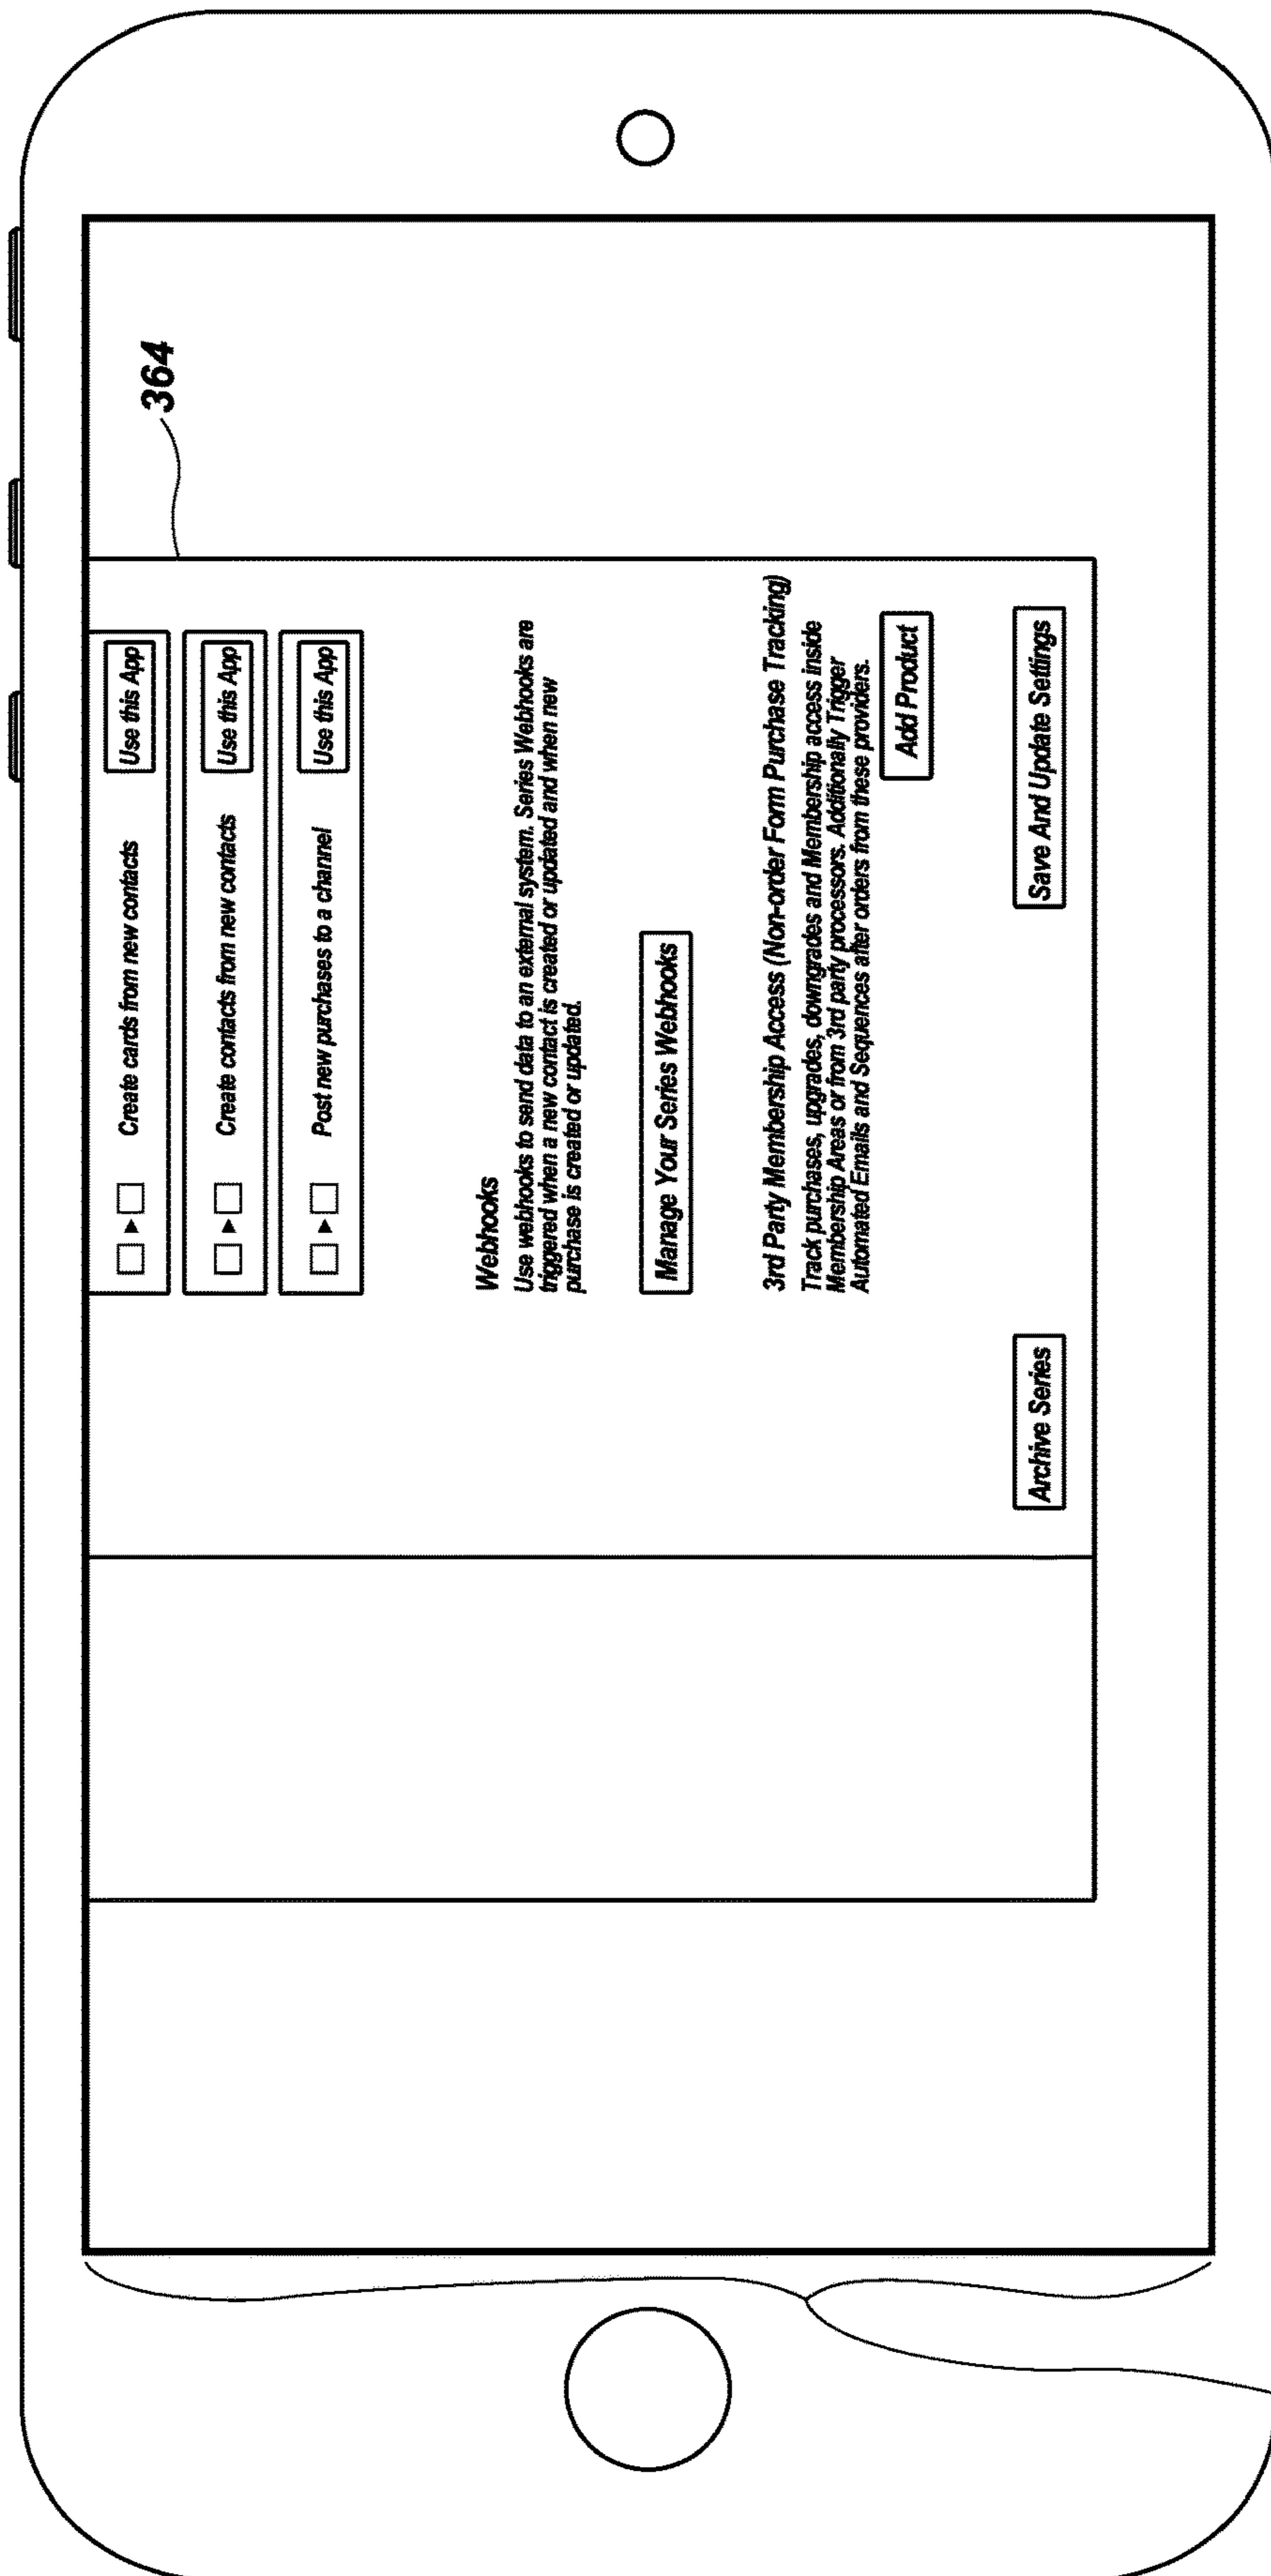 364
Create cards from new contacts Use this App
Create contacts from new contacts Use this App
Post new purchases to a channel Use this App
Webhooks
Use webhooks to send data to an external system. Series Webhooks are
triggered when a new contact is created or updated and when new
purchase is created or updated.
Manage Your Series Webhooks
3rd Party Membership Access (Non-order Form Purchase Tracking)
Track purchases, upgrades, downgrades and Membership access inside
Membership Areas or from 3rd party processors. Additionally Trigger
Automated Emails and Sequences after orders from these providers.
Add Product
Archive Series Save And Update Settings